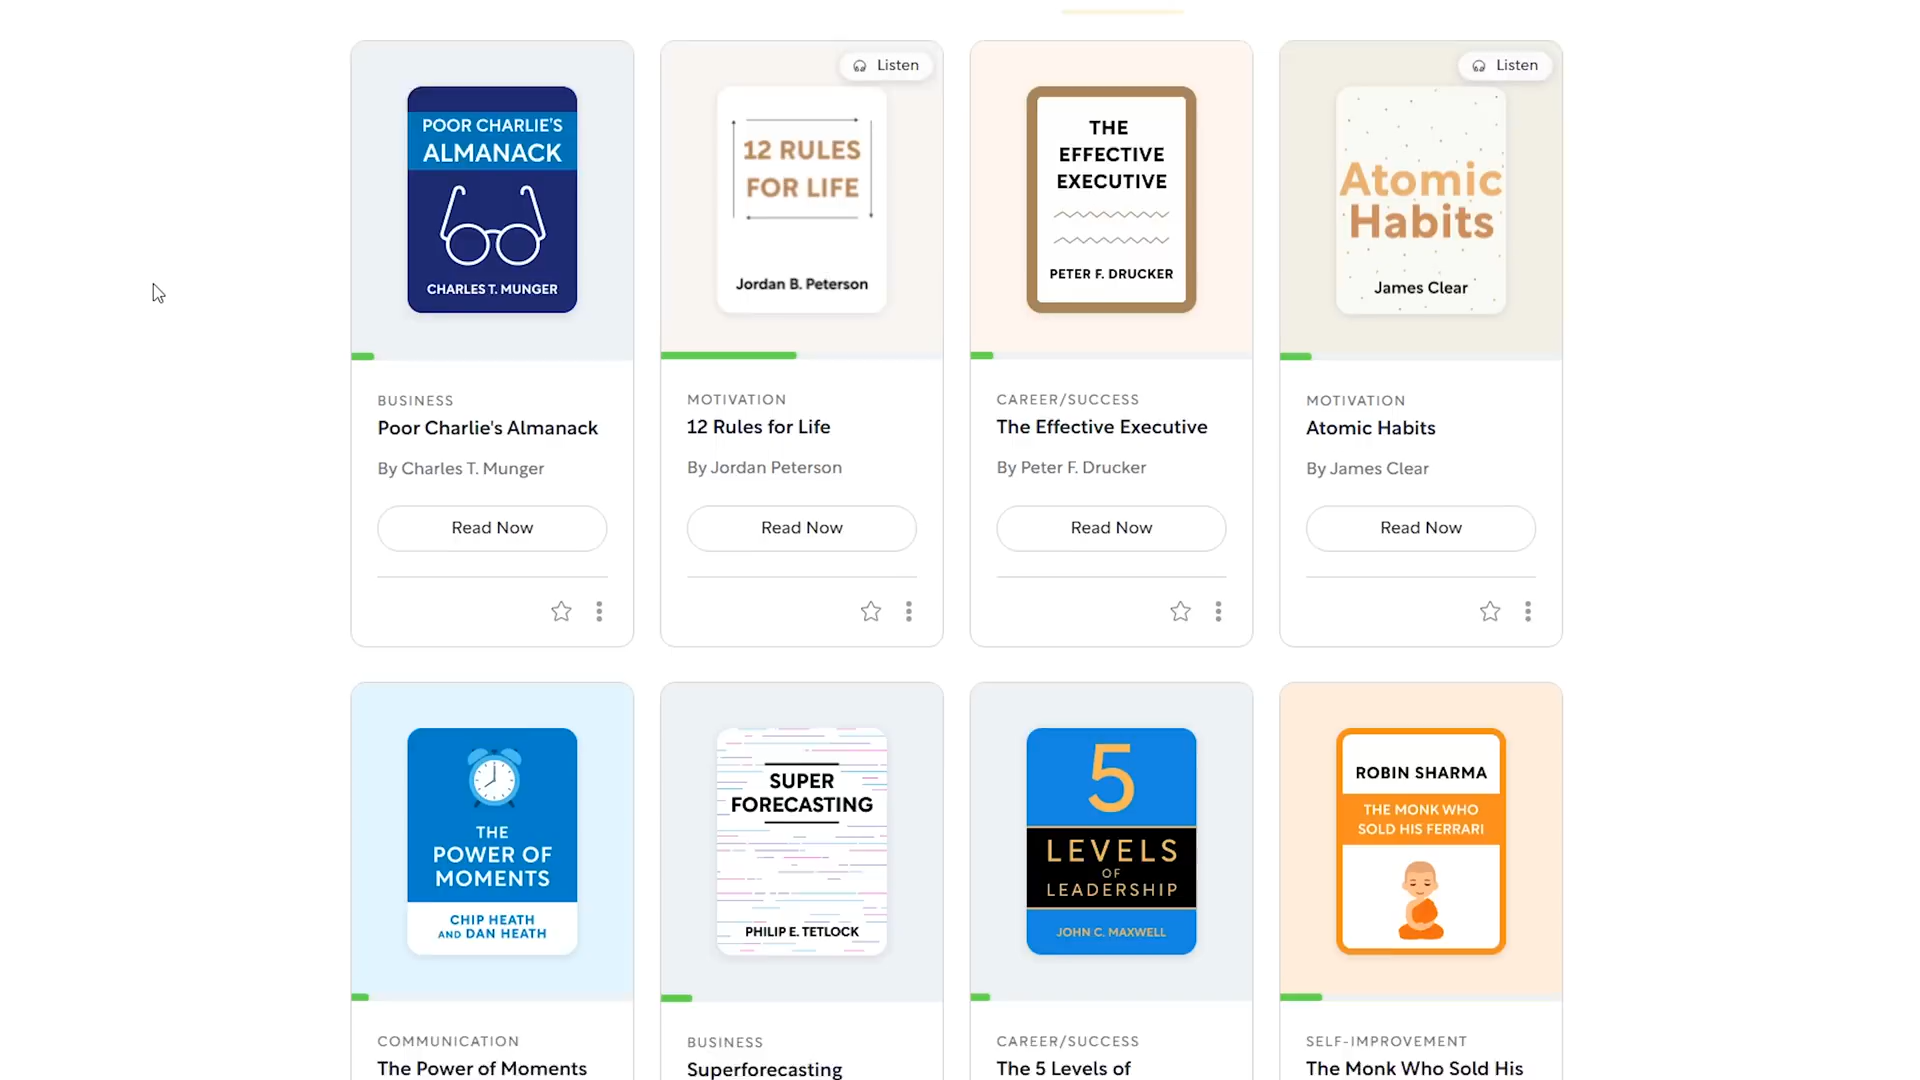 Listen
Listen
POOR CHARLIE'S
ALMANACK
CHARLES T. MUNGER
12 RULES
FOR LIFE
Jordan B. Peterson
THE
EFFECTIVE
EXECUTIVE
PETER F. DRUCKER
Atomic
Habits
James Clear
BUSINESS
Poor Charlie's Almanack
By Charles T. Munger
Read Now
MOTIVATION
12 Rules for Life
By Jordan Peterson
Read Now
CAREER/SUCCESS
The Effective Executive
By Peter F. Drucker
Read Now
MOTIVATION
Atomic Habits
By James Clear
Read Now
THE
POWER OF
MOMENTS
CHIP HEATH
AND DAN HEATH
SUPER
FORECASTING
PHILIP E. TETLOCK
5
LEVELS
OF
LEADERSHIP
JOHN C. MAXWELL
ROBIN SHARMA
THE MONK WHO
SOLD HIS FERRARI
COMMUNICATION
The Power of Moments
BUSINESS
Superforecasting
CAREER/SUCCESS
The 5 Levels of
SELF-IMPROVEMENT
The Monk Who Sold His